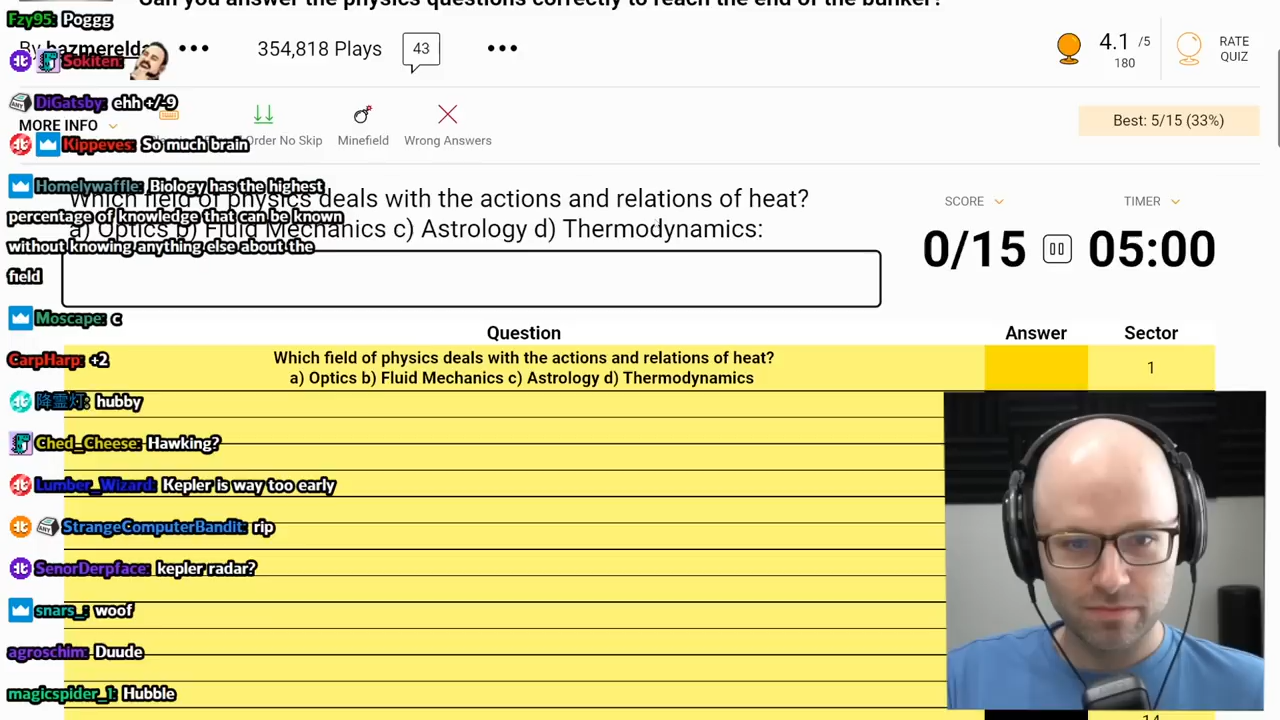 Can you answer the physics questions correctly to reach the end of the bunker?
Fzy95: Poggg
By bazmerelda
354,818 Plays
43
4.1 /5
180
RATE
QUIZ
Sokiten:
DiGatsby: ehh +/-9
MORE INFO
Order No Skip
Minefield
Wrong Answers
Best: 5/15 (33%)
Kippeves: So much brain
Homelywaffle: Biology has the highest
percentage of knowledge that can be known
without knowing anything else about the
field
Which field of physics deals with the actions and relations of heat?
a) Optics b) Fluid Mechanics c) Astrology d) Thermodynamics:
SCORE
TIMER
0/15
05:00
Moscape: c
Question
Answer
Sector
CarpHarp: +2
Which field of physics deals with the actions and relations of heat?
a) Optics b) Fluid Mechanics c) Astrology d) Thermodynamics
1
降霊灯: hubby
Ched_Cheese: Hawking?
Lumber_Wizard: Kepler is way too early
StrangeComputerBandit: rip
SenorDerpface: kepler radar?
snars_: woof
agroschim: Duude
magicspider_1: Hubble
14